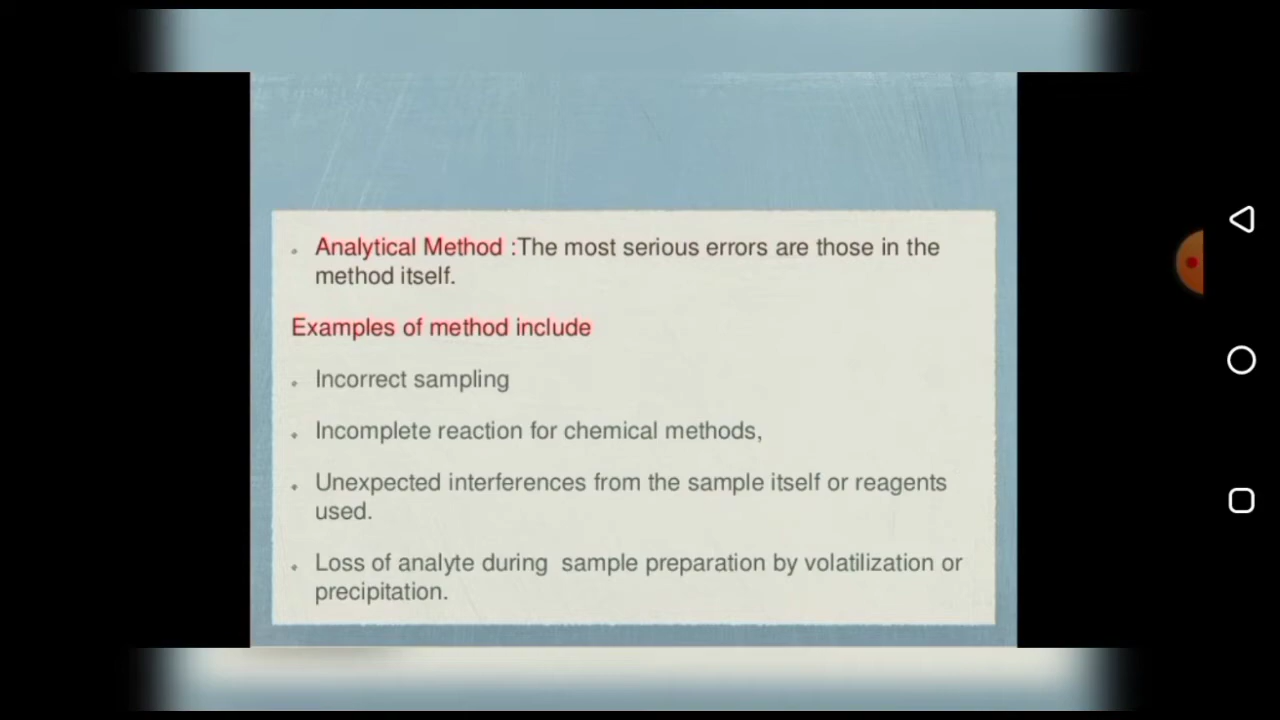 Analytical Method :The most serious errors are those in the
method itself.
Examples of method include
Incorrect sampling
Incomplete reaction for chemical methods,
Unexpected interferences from the sample itself or reagents
used.
Loss of analyte during sample preparation by volatilization or
precipitation.